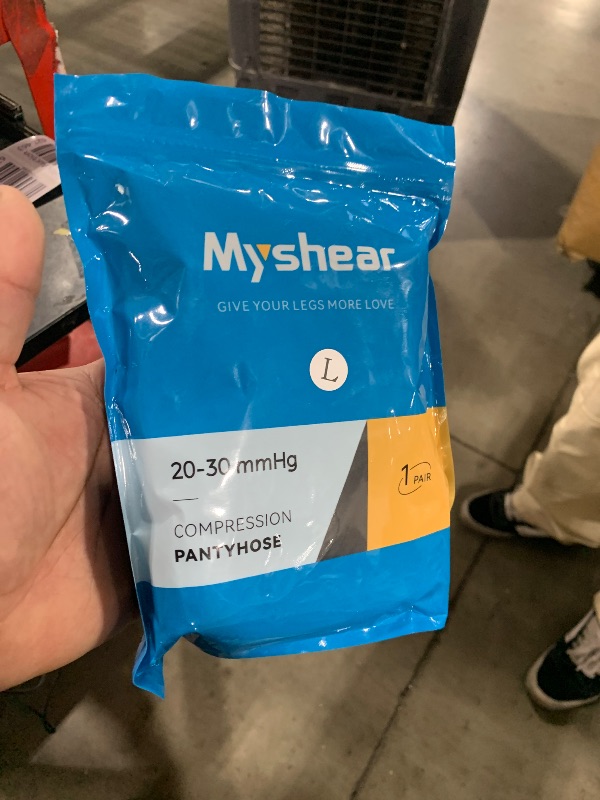 Myshear
GIVE YOUR LEGS MORE LOVE
L
20-30 mmHg
1 PAIR
COMPRESSION
PANTYHOSE